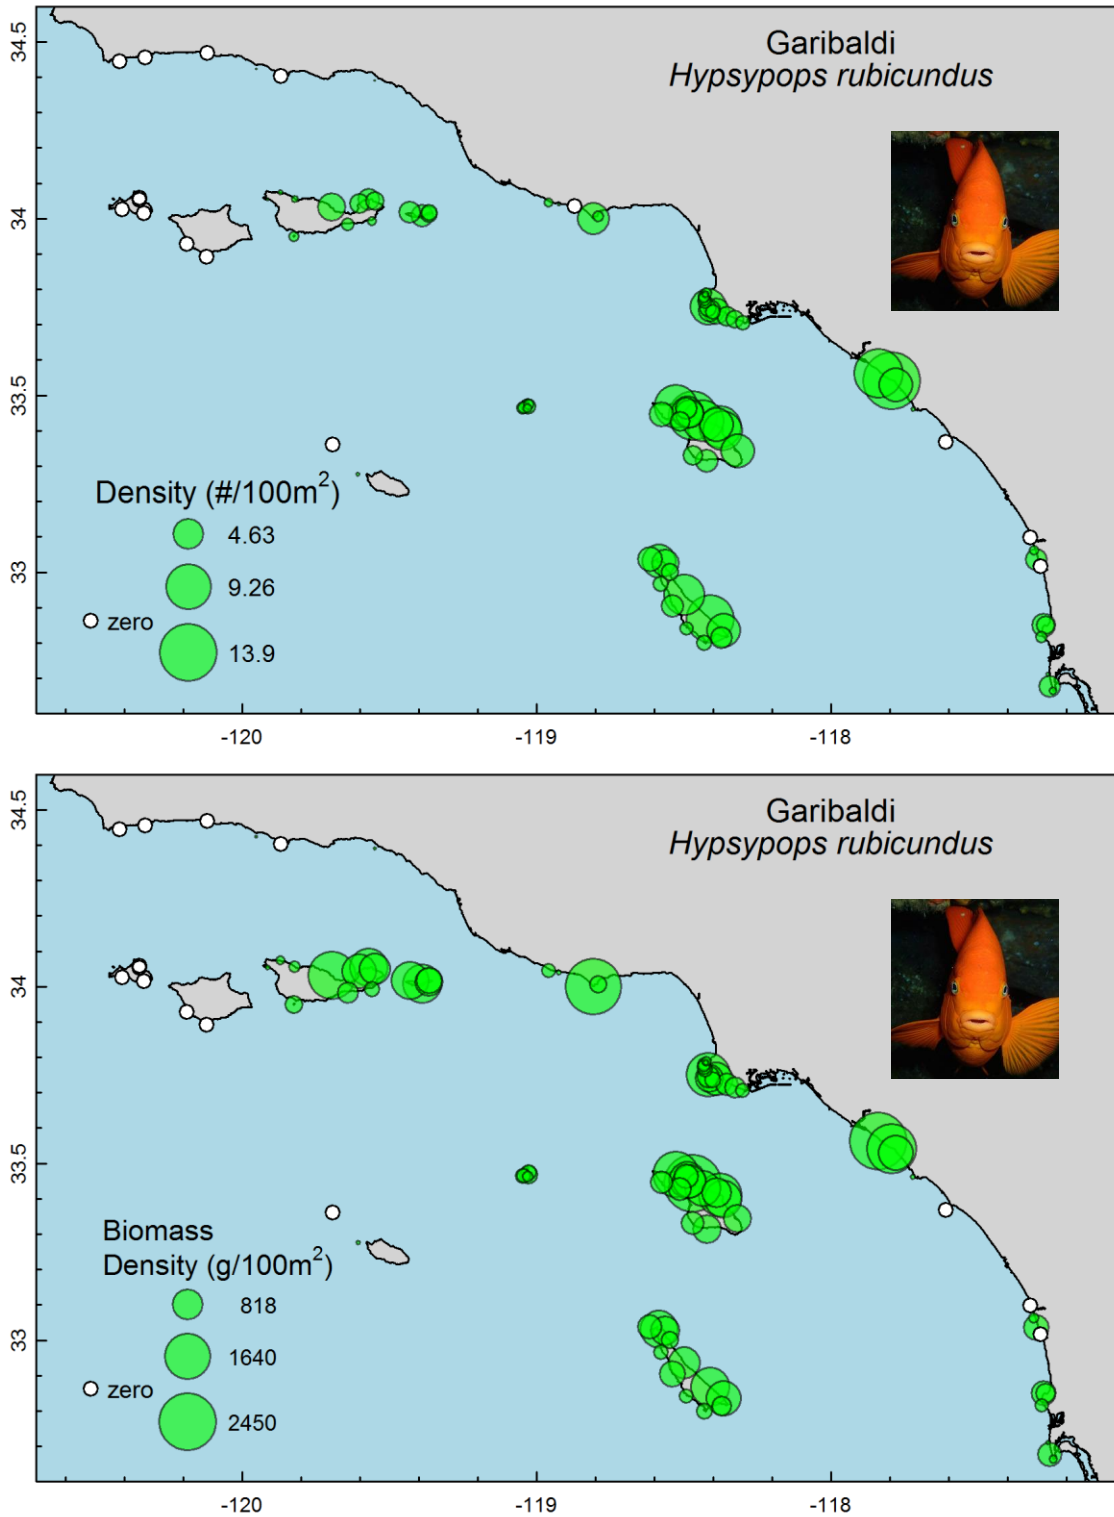 34.5
34
33.5
33
Garibaldi
Hypsypops rubicundus
Density (#/100m²)
4.63
9.26
zero
13.9
-120
-119
-118
34.5
34
33.5
33
Garibaldi
Hypsypops rubicundus
Biomass
Density (g/100m²)
818
1640
zero
2450
-120
-119
-118